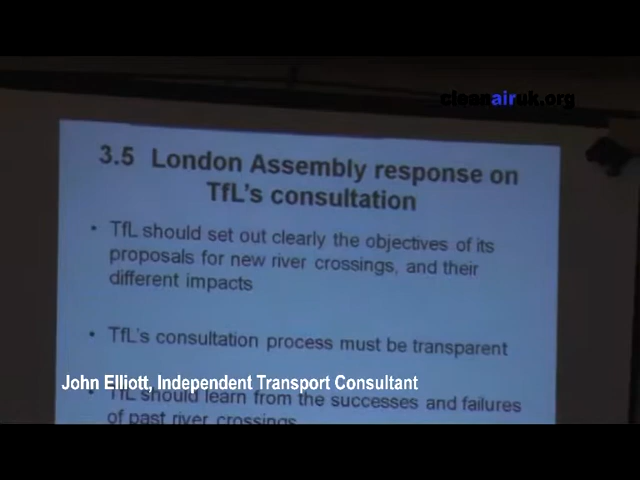 cleanairuk.org
3.5 London Assembly response on
TfL's consultation
• TfL should set out clearly the objectives of its
proposals for new river crossings, and their
different impacts
• TfL's consultation process must be transparent
John Elliott, Independent Transport Consultant
• TfL should learn from the successes and failures
of past river crossings